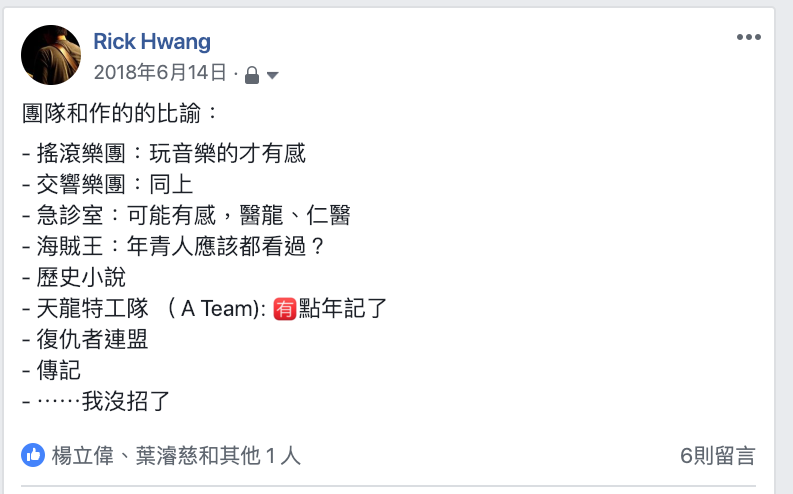 Rick Hwang
2018年6月14日 ·
團隊和作的的比諭：
- 搖滾樂團：玩音樂的才有感
- 交響樂團：同上
- 急診室：可能有感，醫龍、仁醫
- 海賊王：年青人應該都看過？
- 歷史小說
- 天龍特工隊 （A Team): 🈶點年記了
- 復仇者連盟
- 傳記
- ⋯⋯我沒招了
楊立偉、葉濬慈和其他 1 人
6則留言